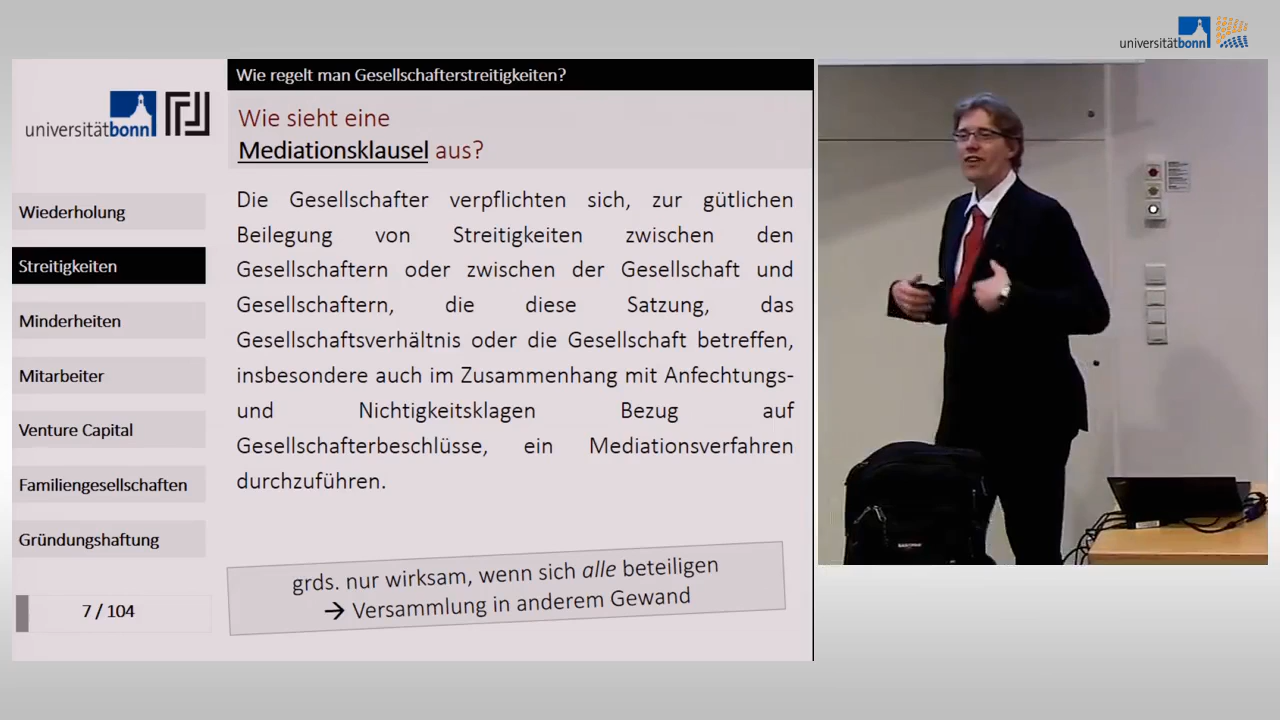 universitätbonn
Wie regelt man Gesellschafterstreitigkeiten?
universitätbonn
Wie sieht eine
Mediationsklausel aus?
Wiederholung
Streitigkeiten
Minderheiten
Mitarbeiter
Venture Capital
Familiengesellschaften
Gründungshaftung
7 / 104
Die Gesellschafter verpflichten sich, zur gütlichen
Beilegung von Streitigkeiten zwischen den
Gesellschaftern oder zwischen der Gesellschaft und
Gesellschaftern, die diese Satzung, das
Gesellschaftsverhältnis oder die Gesellschaft betreffen,
insbesondere auch im Zusammenhang mit Anfechtungs-
und Nichtigkeitsklagen Bezug auf
Gesellschafterbeschlüsse, ein Mediationsverfahren
durchzuführen.
grds. nur wirksam, wenn sich alle beteiligen
→ Versammlung in anderem Gewand